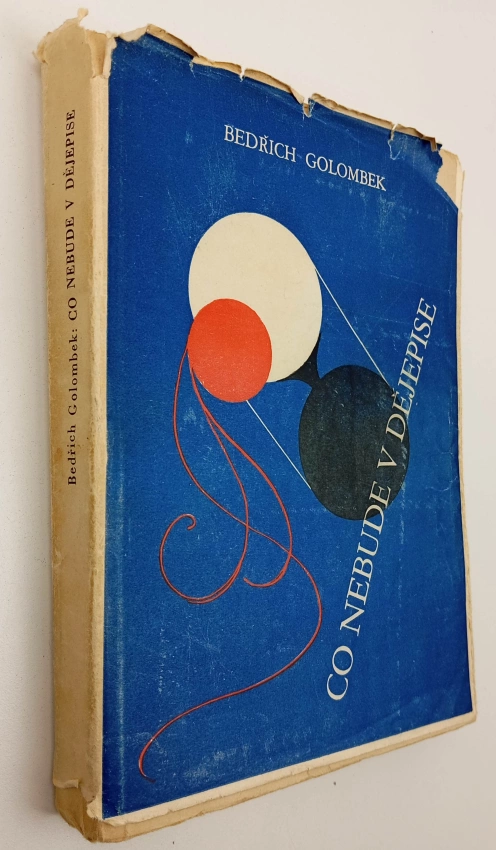 Bedřich Golombek: CO NEBUDE V DĚJEPISE
BEDŘICH GOLOMBEK
CO NEBUDE V DĚJEPISE